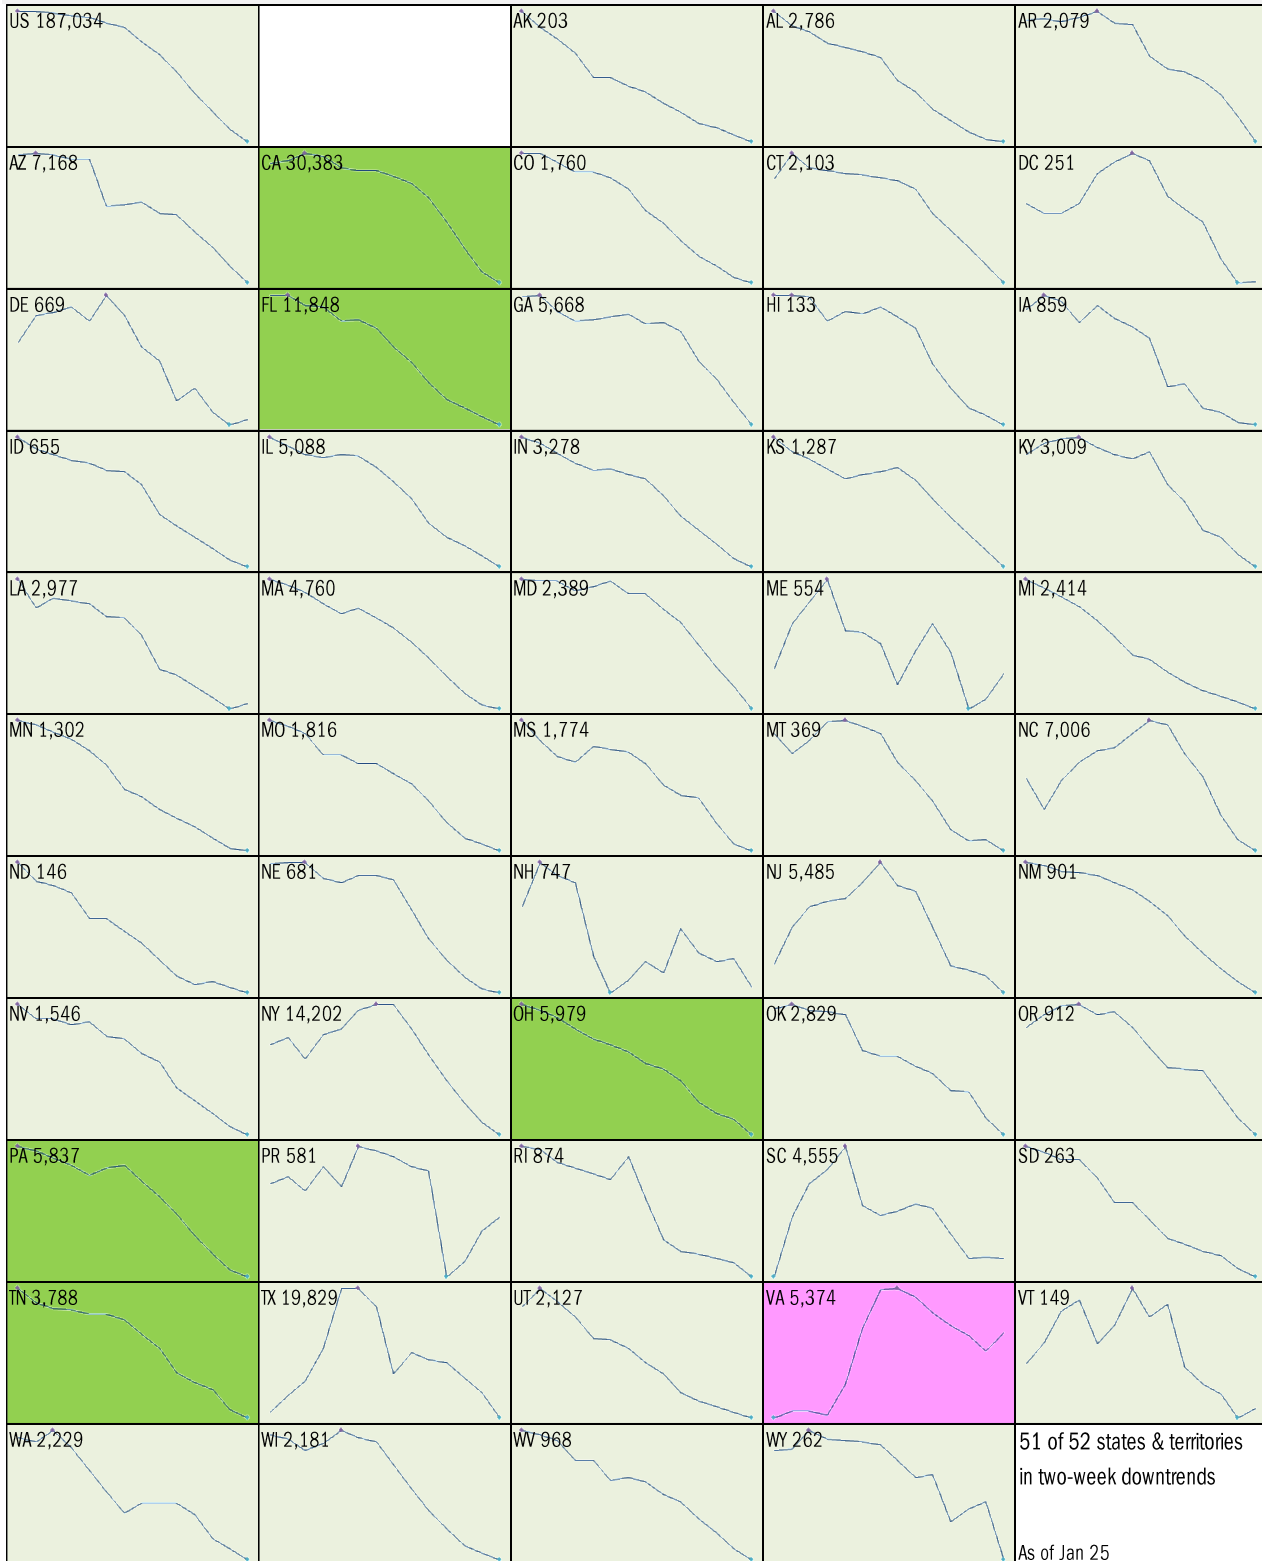 US 187,034
AK 203
AL 2,786
AR 2,079
AZ 7,168
CA 30,383
CO 1,760
CT 2,103
DC 251
DE 669
FL 11,848
GA 5,668
HI 133
IA 859
ID 655
IL 5,088
IN 3,278
KS 1,287
KY 3,009
LA 2,977
MA 4,760
MD 2,389
ME 554
MI 2,414
MN 1,302
MO 1,816
MS 1,774
MT 369
NC 7,006
ND 146
NE 681
NH 747
NJ 5,485
NM 901
NV 1,546
NY 14,202
OH 5,979
OK 2,829
OR 912
PA 5,837
PR 581
RI 874
SC 4,555
SD 263
TN 3,788
TX 19,829
UT 2,127
VA 5,374
VT 149
WA 2,229
WI 2,181
WV 968
WY 262
51 of 52 states & territories
in two-week downtrends
As of Jan 25